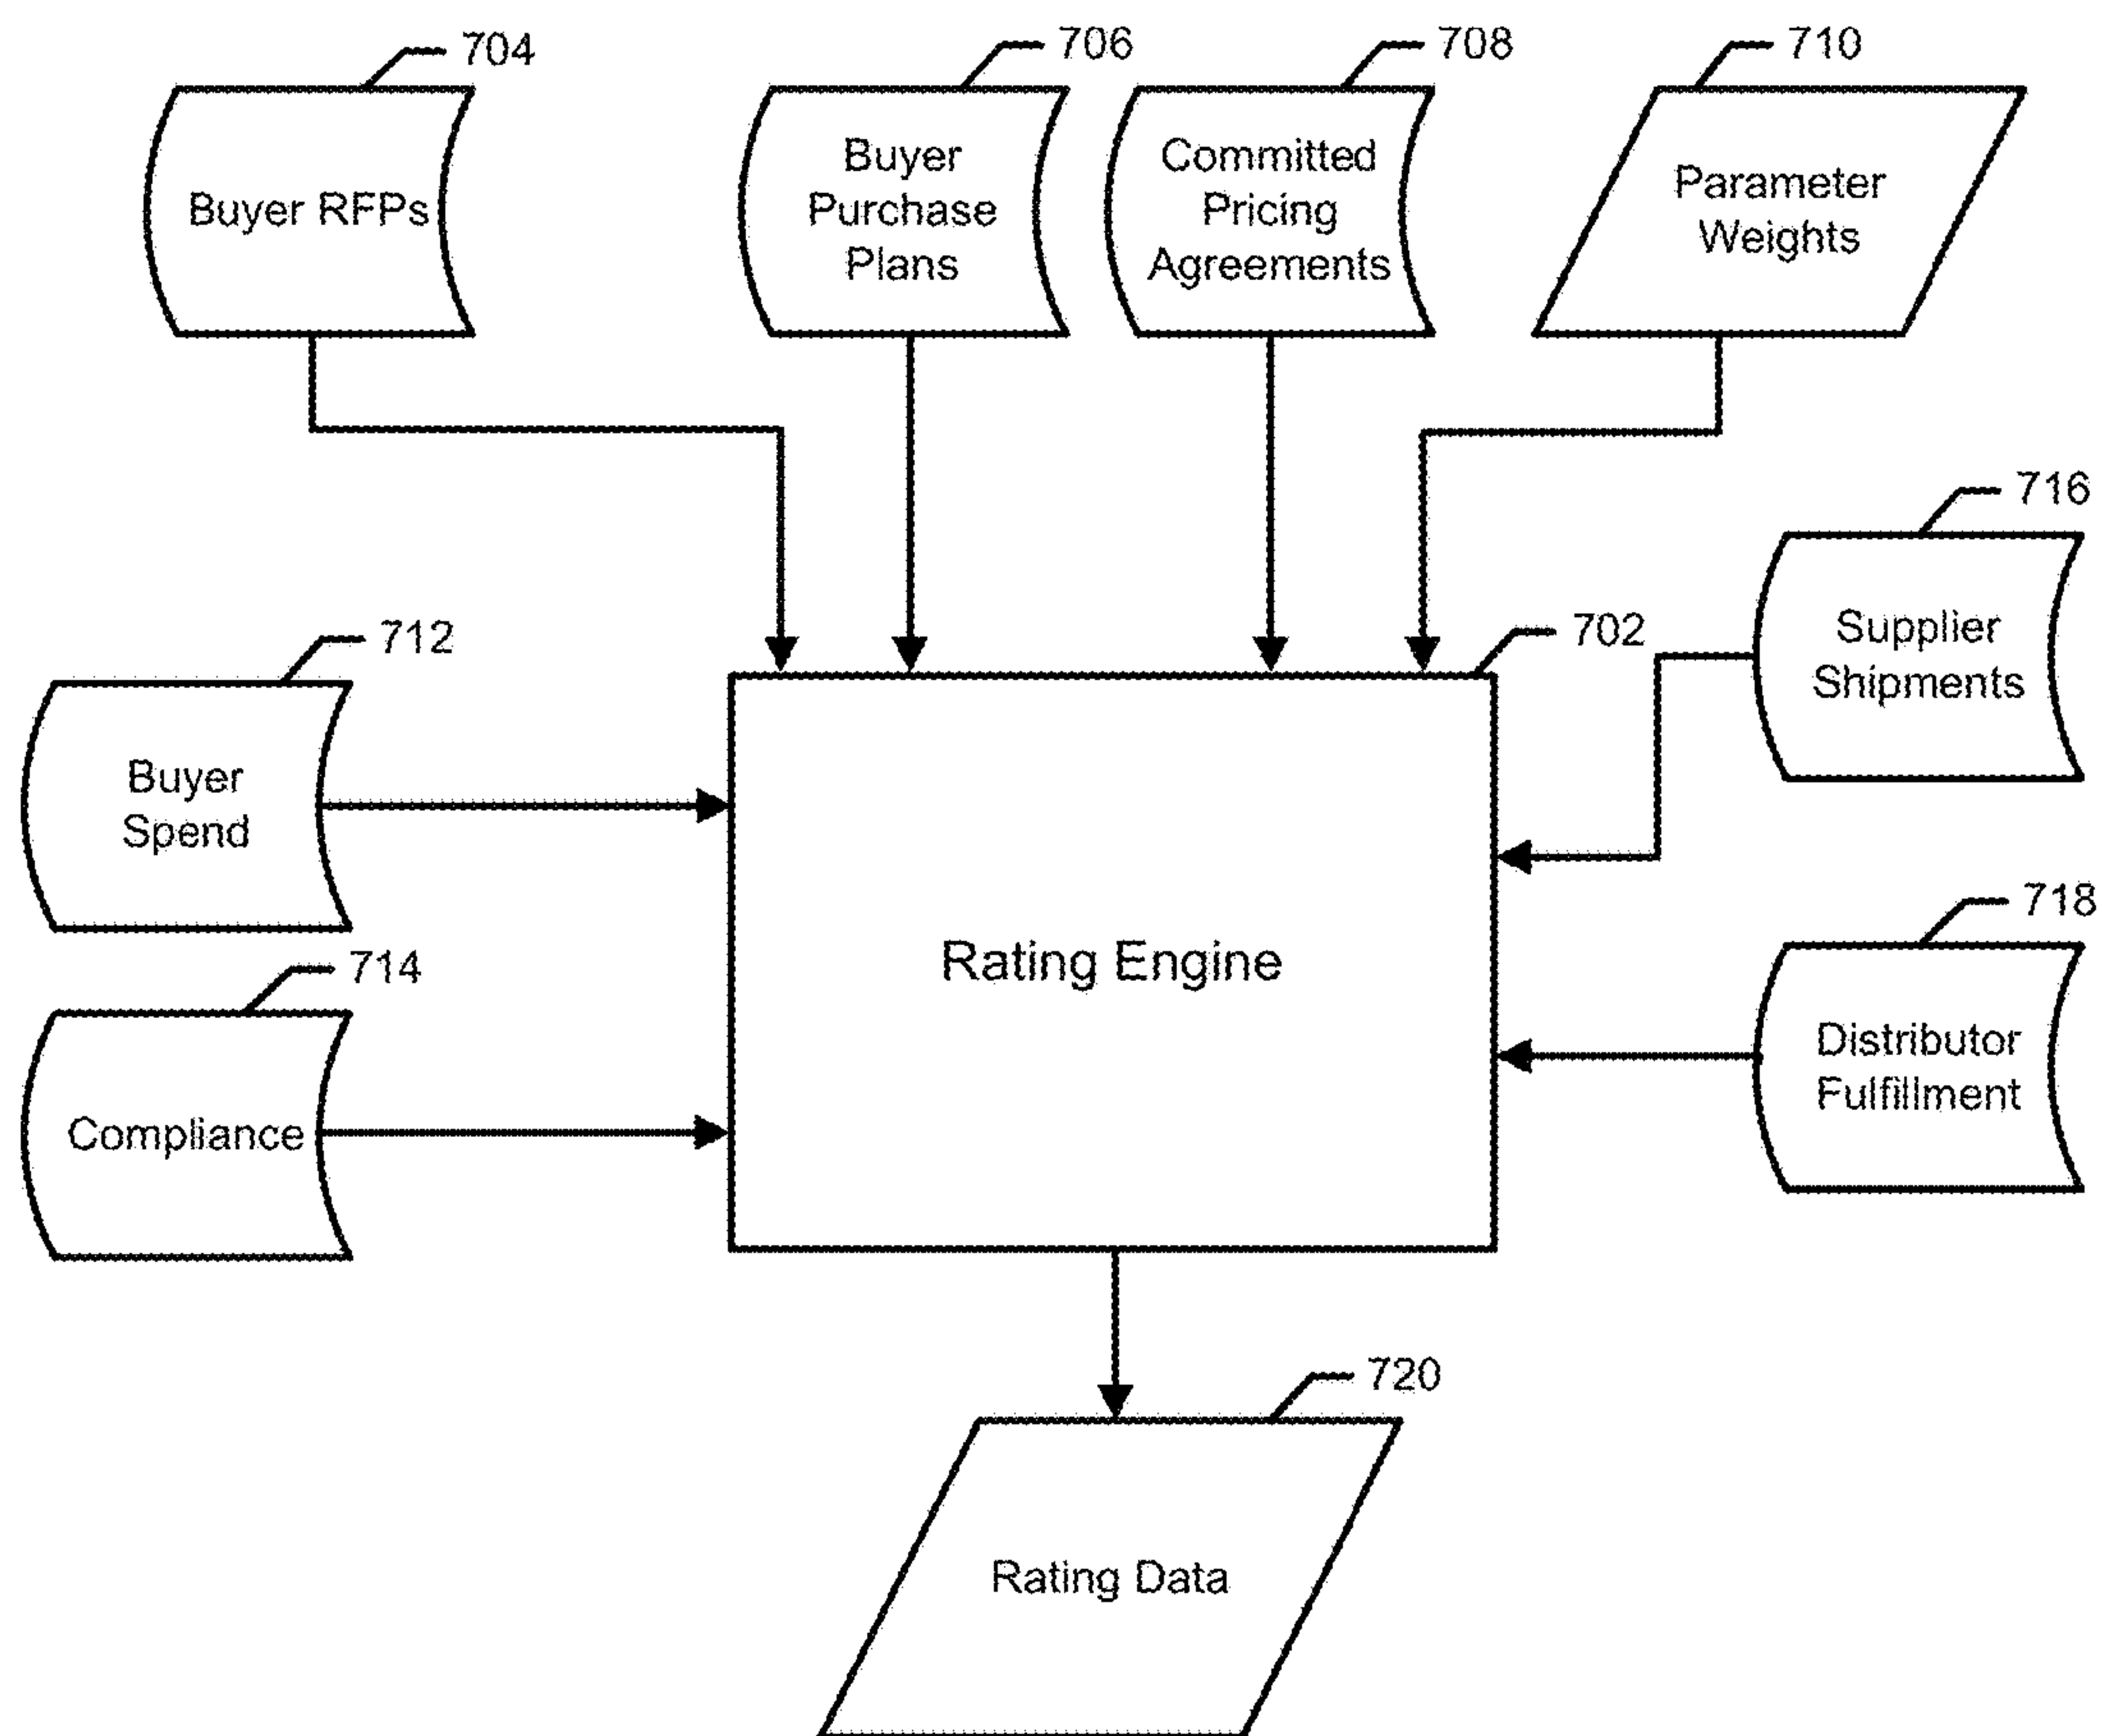 704
Buyer RFPs
706
Buyer
Purchase
Plans
708
Committed
Pricing
Agreements
710
Parameter
Weights
716
Supplier
Shipments
712
Buyer
Spend
702
Rating Engine
714
Compliance
718
Distributor
Fulfillment
720
Rating Data